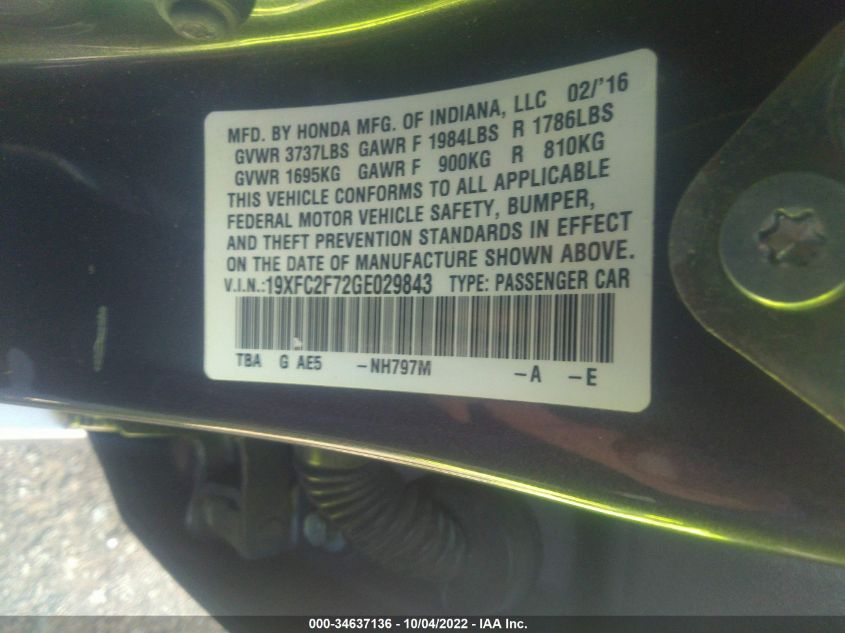 MFD. BY HONDA MFG. OF INDIANA, LLC 02/'16
GVWR 3737LBS GAWR F 1984LBS R 1786LBS
GVWR 1695KG GAWR F 900KG R 810KG
THIS VEHICLE CONFORMS TO ALL APPLICABLE
FEDERAL MOTOR VEHICLE SAFETY, BUMPER,
AND THEFT PREVENTION STANDARDS IN EFFECT
ON THE DATE OF MANUFACTURE SHOWN ABOVE.
V.I.N.:19XFC2F72GE029843 TYPE: PASSENGER CAR
TBA G AE5 -NH797M -A -E
000-34637136 - 10/04/2022 - IAA Inc.